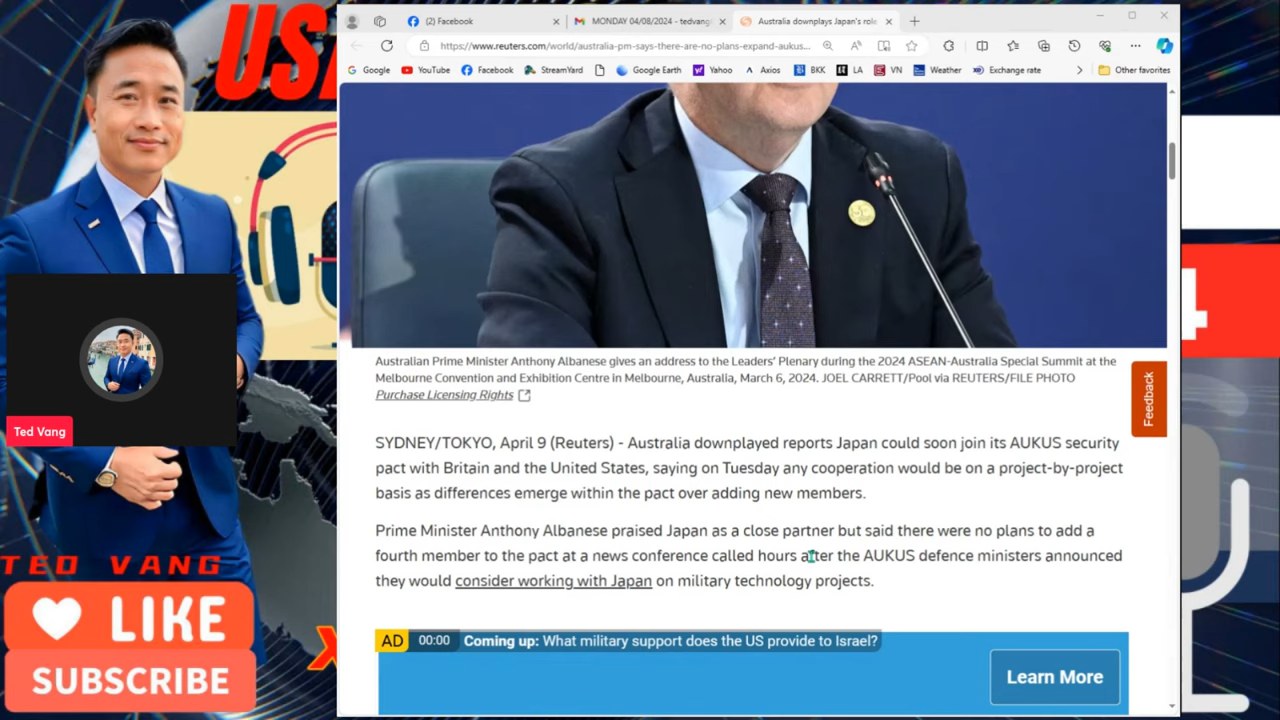 US
(2) Facebook
MONDAY 04/08/2024 - tedvang
Australia downplays Japan's role
https://www.reuters.com/world/australia-pm-says-there-are-no-plans-expand-aukus...
Google
YouTube
Facebook
StreamYard
Google Earth
Yahoo
Axios
BKK
LA
VN
Weather
Exchange rate
Other favorites
Australian Prime Minister Anthony Albanese gives an address to the Leaders' Plenary during the 2024 ASEAN-Australia Special Summit at the
Melbourne Convention and Exhibition Centre in Melbourne, Australia, March 6, 2024. JOEL CARRETT/Pool via REUTERS/FILE PHOTO
Purchase Licensing Rights
Feedback
SYDNEY/TOKYO, April 9 (Reuters) - Australia downplayed reports Japan could soon join its AUKUS security
pact with Britain and the United States, saying on Tuesday any cooperation would be on a project-by-project
basis as differences emerge within the pact over adding new members.
Prime Minister Anthony Albanese praised Japan as a close partner but said there were no plans to add a
fourth member to the pact at a news conference called hours after the AUKUS defence ministers announced
they would consider working with Japan on military technology projects.
AD 00:00 Coming up: What military support does the US provide to Israel?
Learn More
Ted Vang
TED VANG
LIKE
SUBSCRIBE
X